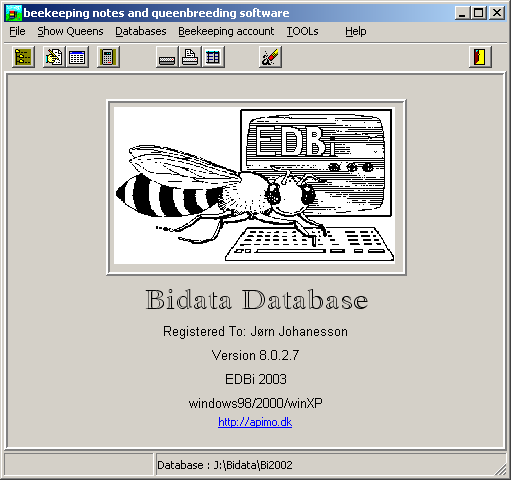 beekeeping notes and queenbreeding software
File Show Queens Databases Beekeeping account TOOLs Help
EDBi
Bidata Database
Registered To: Jørn Johanesson
Version 8.0.2.7
EDBi 2003
windows98/2000/winXP
http://apimo.dk
Database : J:\Bidata\Bi2002